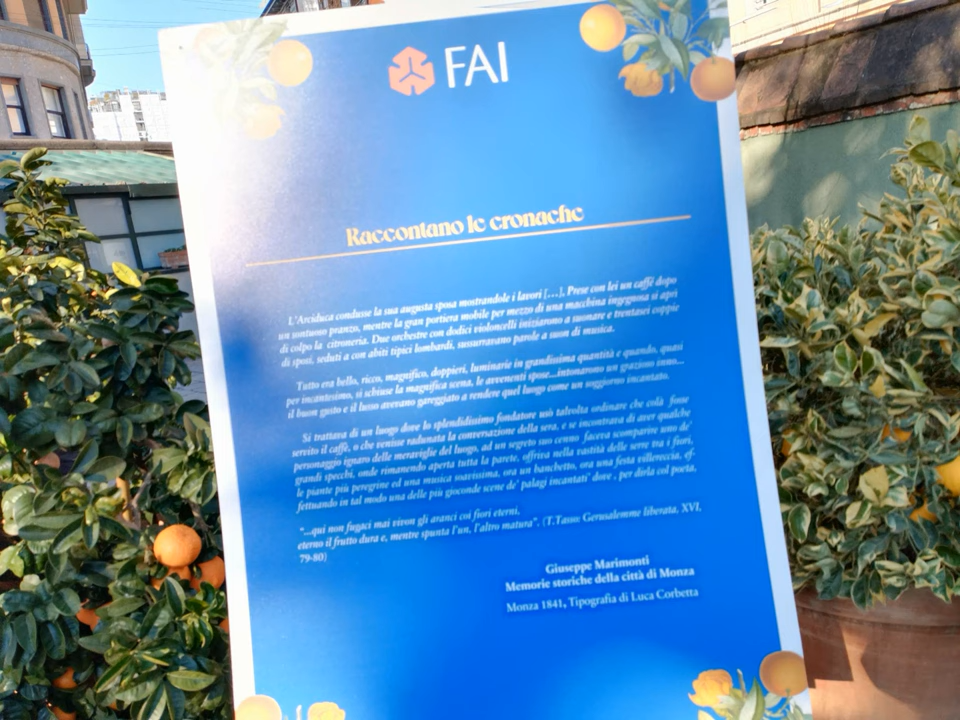 FAI
Raccontano le cronache
L'Arciduca condusse la sua augusta sposa mostrandole i lavori [...]. Prese con lei un caffé dopo
un sontuoso pranzo, mentre la gran portiera mobile per mezzo di una macchina ingegnosa si aprì
di colpo la citroneria. Due orchestre con dodici violoncelli iniziarono a suonare e trentasei coppie
di sposi, seduti a con abiti tipici lombardi, sussurravano parole a suon di musica.
Tutto era bello, ricco, magnifico, doppieri, luminarie in grandissima quantità e quando, quasi
per incantesimo, si schiuse la magnifica scena, le avvenenti spose...intonarono un grazioso inno...
il buon gusto e il lusso avevano gareggiato a rendere quel luogo come un soggiorno incantato.
Si trattava di un luogo dove lo splendidissimo fondatore usò talvolta ordinare che colà fosse
servito il caffè, o che venisse radunata la conversazione della sera, e se incontrava di aver qualche
personaggio ignaro delle meraviglie del luogo, ad un segreto suo cenno faceva scomparire uno de'
grandi specchi, onde rimanendo aperta tutta la parete, offriva nella vastità delle serre tra i fiori,
le piante più peregrine ed una musica soavissima, ora un banchetto, ora una festa villereccia, ef-
fettuando in tal modo una delle più gioconde scene de' palagi incantati' dove , per dirla col poeta,
"...qui non fugaci mai vivon gli aranci coi fiori eterni,
eterno il frutto dura e, mentre spunta l'un, l'altro matura". (T.Tasso: Gerusalemme liberata, XVI,
79-80)
Giuseppe Marimonti
Memorie storiche della città di Monza
Monza 1841, Tipografia di Luca Corbetta